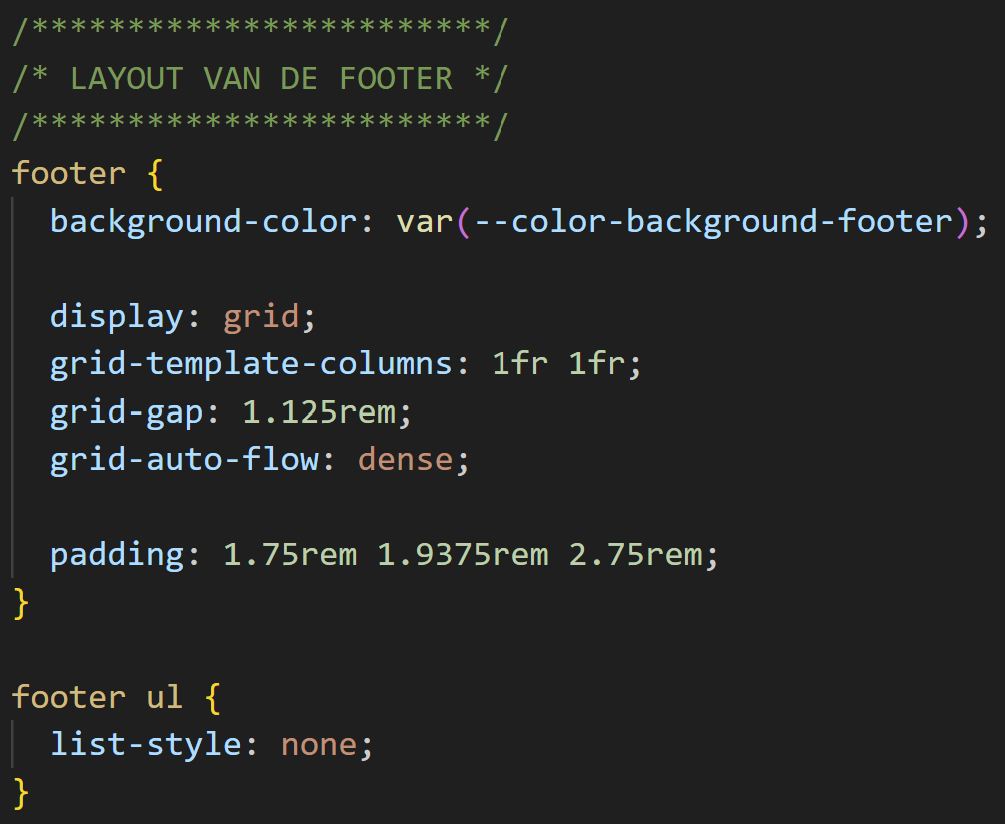 /************************/
/* LAYOUT VAN DE FOOTER */
/************************/
footer {
  background-color: var(--color-background-footer);

  display: grid;
  grid-template-columns: 1fr 1fr;
  grid-gap: 1.125rem;
  grid-auto-flow: dense;

  padding: 1.75rem 1.9375rem 2.75rem;
}

footer ul {
  list-style: none;
}